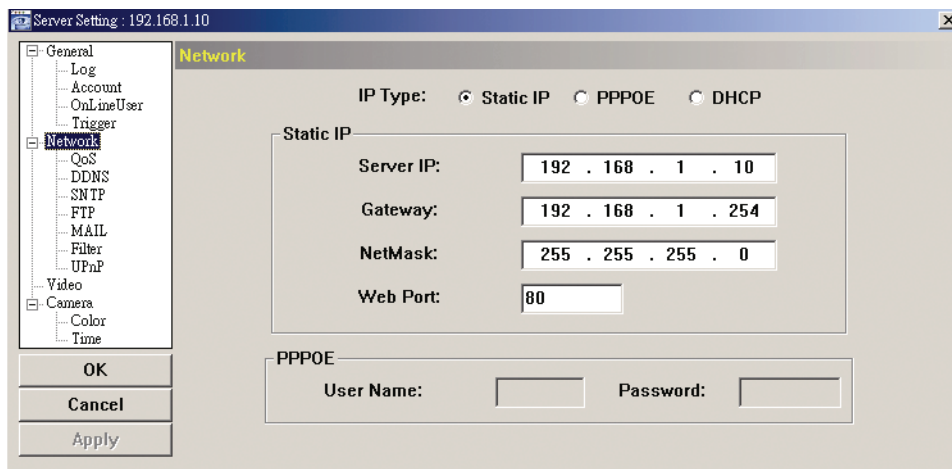 Server Setting : 192.168.1.10
General
Log
Account
OnLineUser
Trigger
Network
QoS
DDNS
SNTP
FTP
MAIL
Filter
UPnP
Video
Camera
Color
Time
OK
Cancel
Apply
Network
IP Type: Static IP PPPOE DHCP
Static IP
Server IP: 192 . 168 . 1 . 10
Gateway: 192 . 168 . 1 . 254
NetMask: 255 . 255 . 255 . 0
Web Port: 80
PPPOE
User Name: Password: